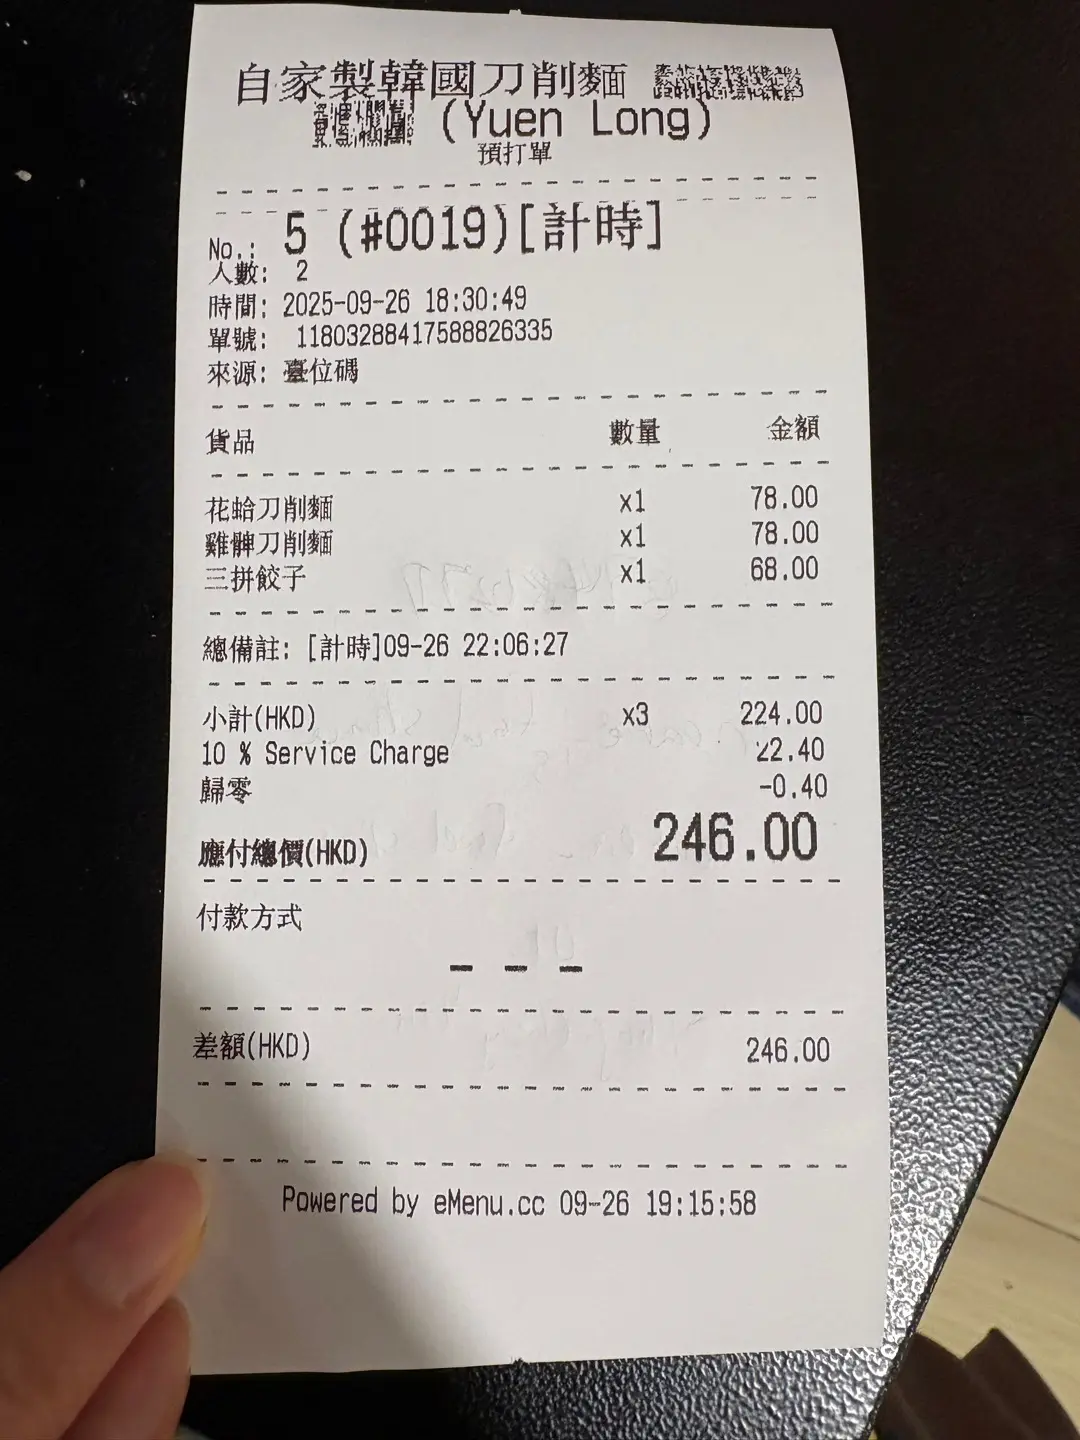 自家製韓國刀削麵
(Yuen Long)
預打單
No.: 5 (#0019)[計時]
人數: 2
時間: 2025-09-26 18:30:49
單號: 11803288417588826335
來源: 臺位碼
貨品 數量 金額
花蛤刀削麵 x1 78.00
雞髀刀削麵 x1 78.00
三拼餃子 x1 68.00
總備註: [計時]09-26 22:06:27
小計(HKD) x3 224.00
10 % Service Charge 22.40
歸零 -0.40
應付總價(HKD) 246.00
付款方式
- - -
差額(HKD) 246.00
Powered by eMenu.cc 09-26 19:15:58